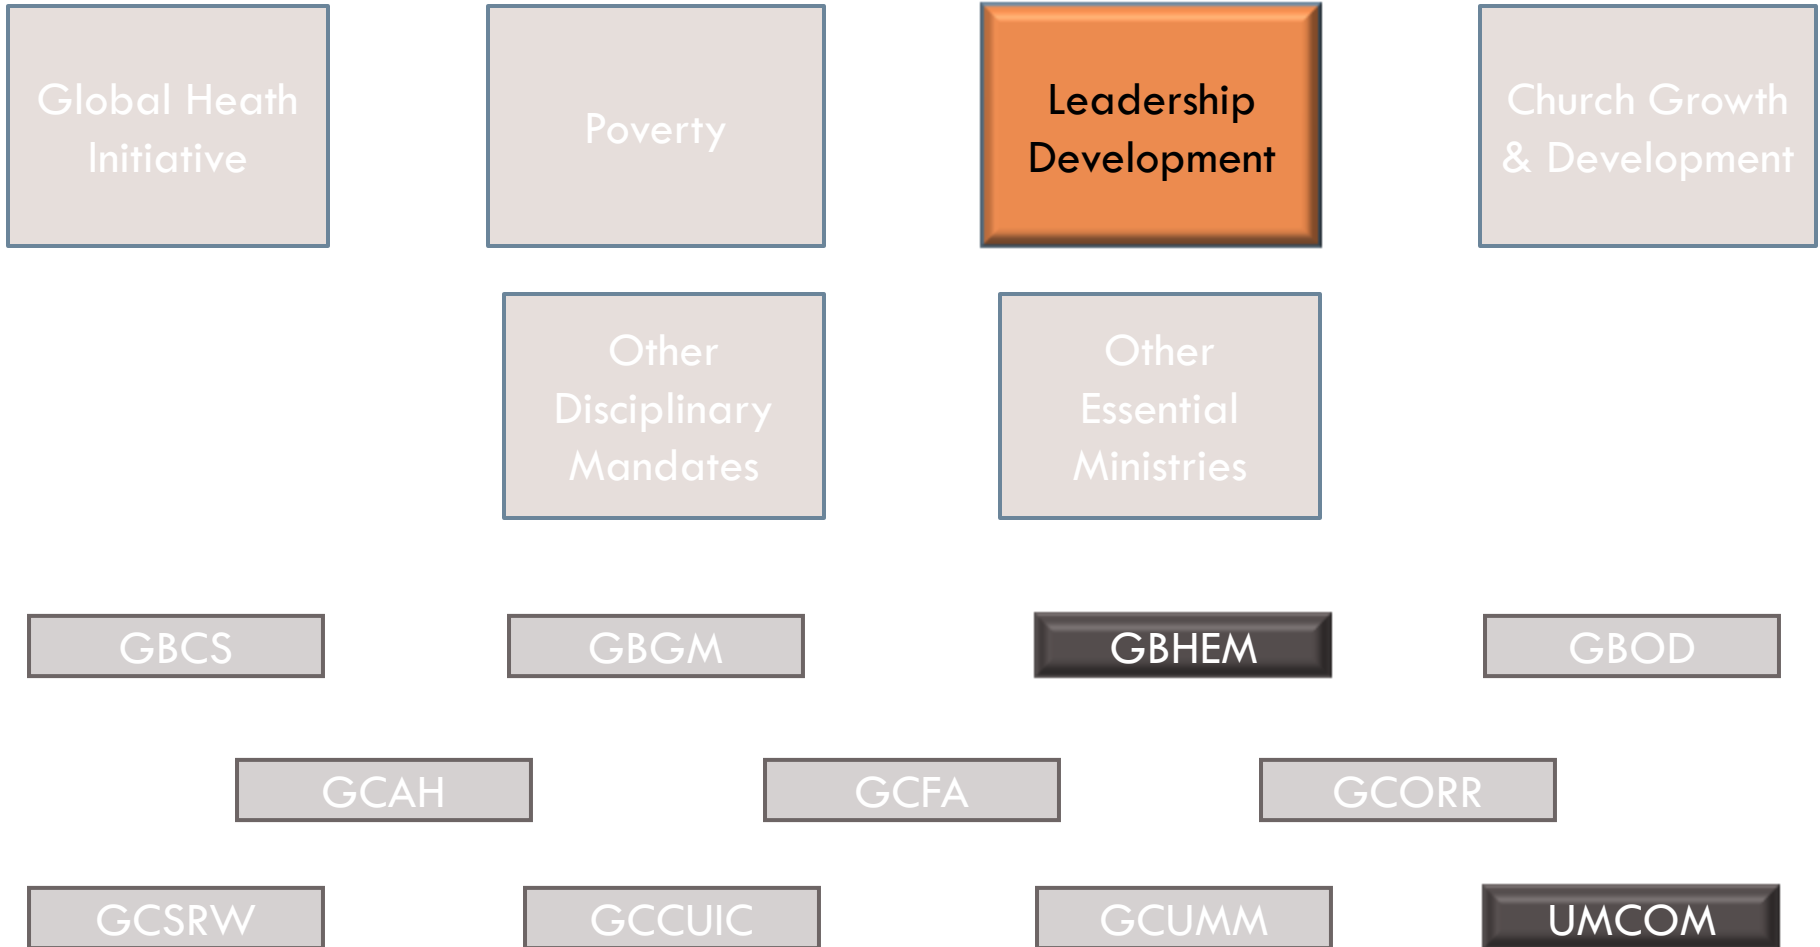 Global Heath
Initiative
Poverty
Leadership
Development
Church Growth
& Development
Other
Disciplinary
Mandates
Other
Essential
Ministries
GBCS
GBGM
GBHEM
GBOD
GCAH
GCFA
GCORR
GCSRW
GCCUIC
GCUMM
UMCOM